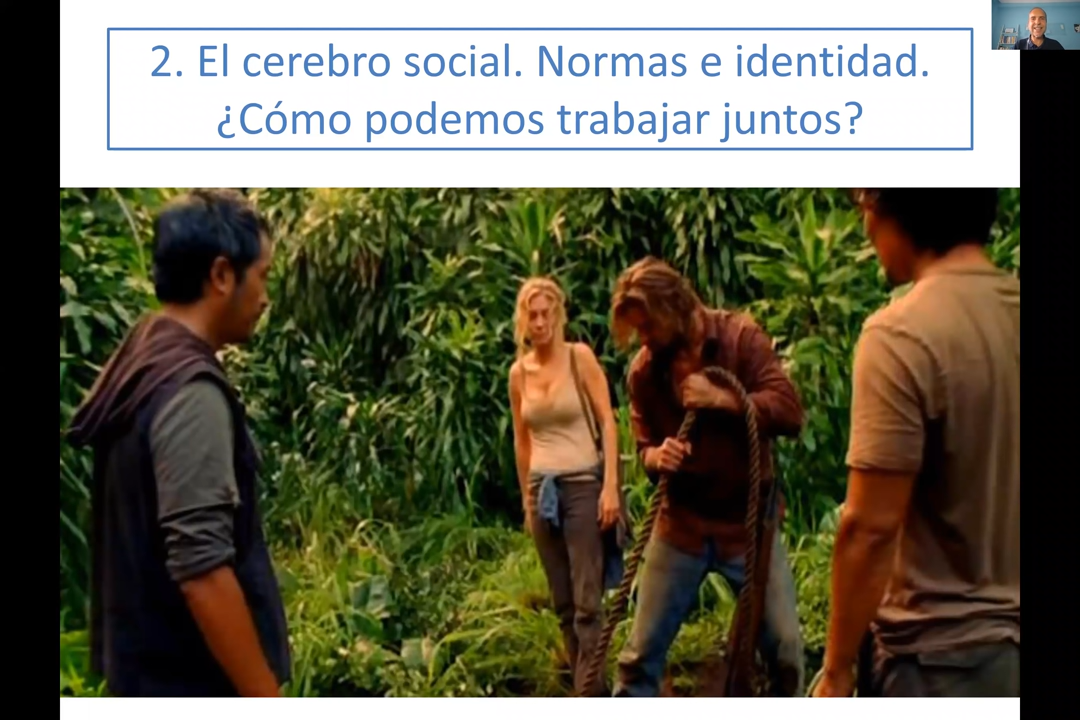 2. El cerebro social. Normas e identidad.
¿Cómo podemos trabajar juntos?